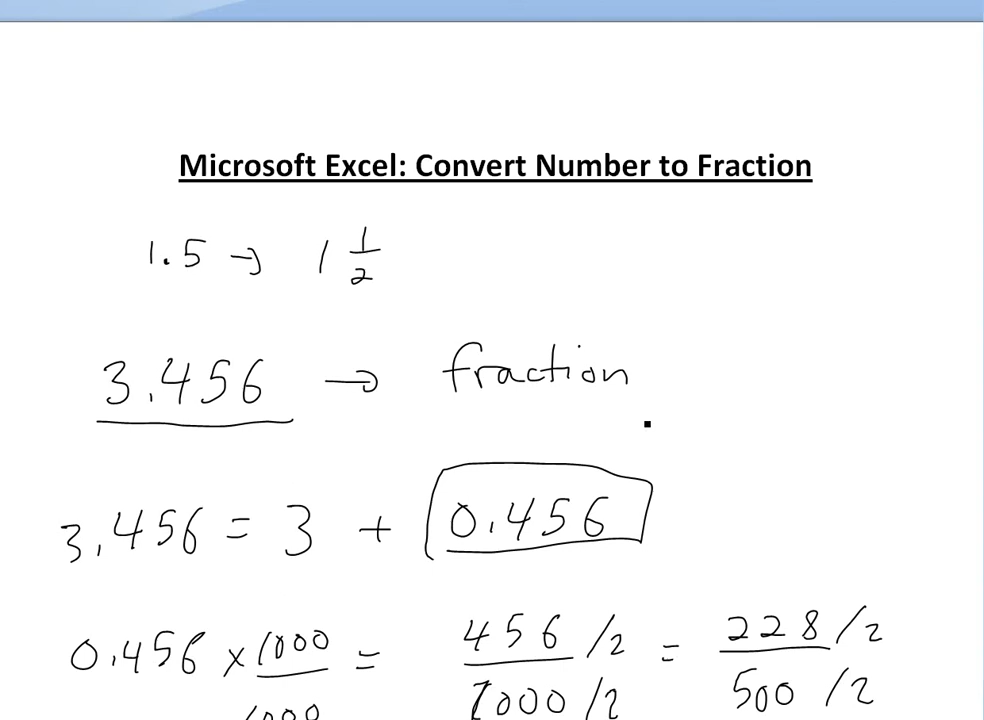 Microsoft Excel: Convert Number to Fraction
1.5 → 1 1/2
3.456 → fraction
3.456 = 3 + 0.456
0.456 x 1000/1000 = 456/2 / 1000/2 = 228/2 / 500/2